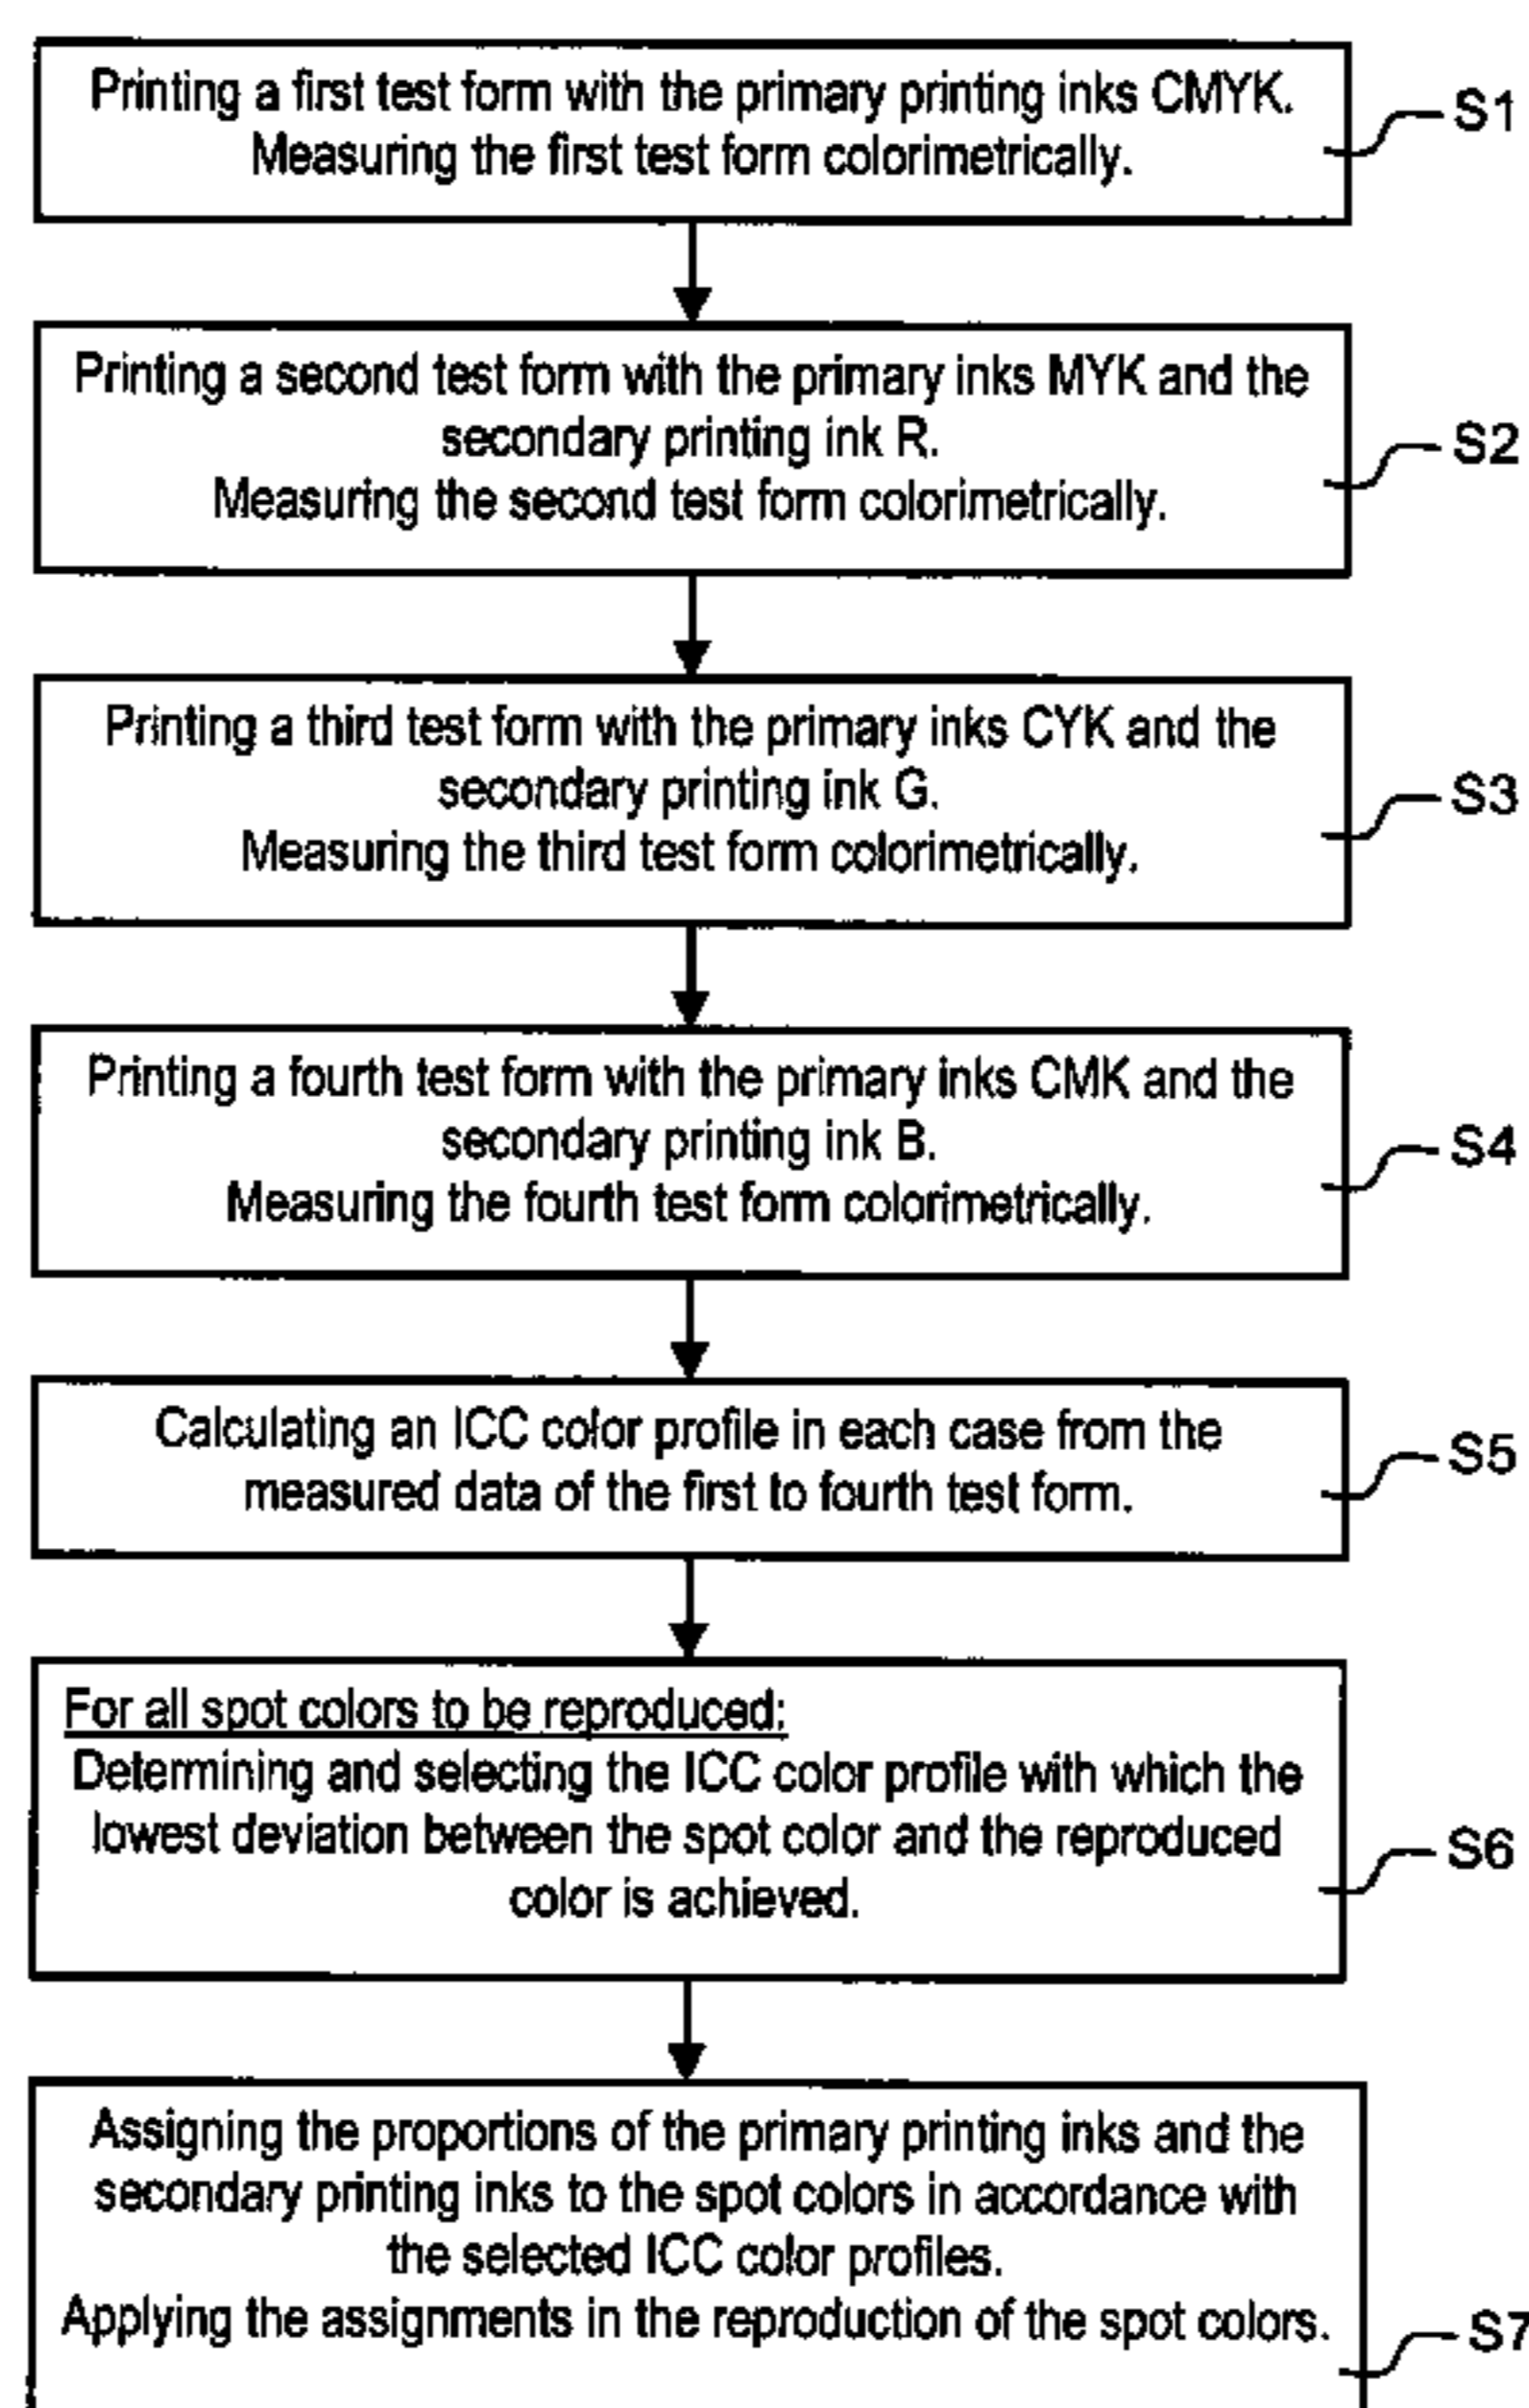 Printing a first test form with the primary printing inks CMYK.
Measuring the first test form colorimetrically.
S1
Printing a second test form with the primary inks MYK and the
secondary printing ink R.
Measuring the second test form colorimetrically.
S2
Printing a third test form with the primary inks CYK and the
secondary printing ink G.
Measuring the third test form colorimetrically.
S3
Printing a fourth test form with the primary inks CMK and the
secondary printing ink B.
Measuring the fourth test form colorimetrically.
S4
Calculating an ICC color profile in each case from the
measured data of the first to fourth test form.
S5
For all spot colors to be reproduced:
Determining and selecting the ICC color profile with which the
lowest deviation between the spot color and the reproduced
color is achieved.
S6
Assigning the proportions of the primary printing inks and the
secondary printing inks to the spot colors in accordance with
the selected ICC color profiles.
Applying the assignments in the reproduction of the spot colors.
S7